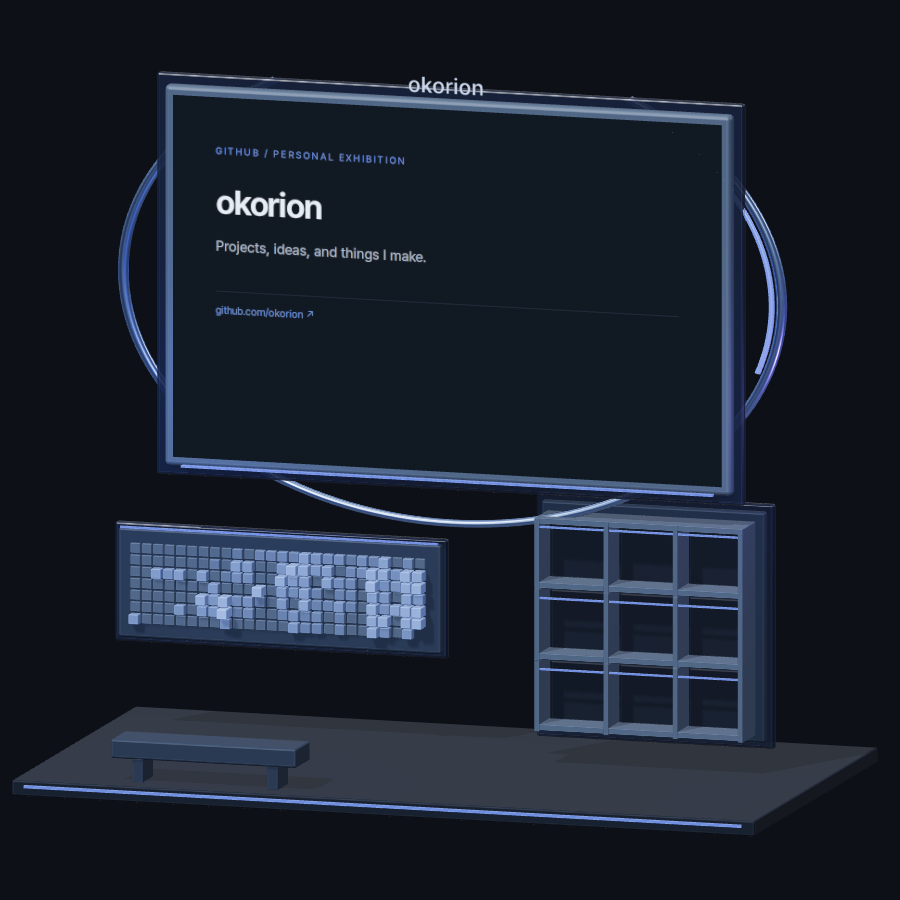 okorion
GITHUB / PERSONAL EXHIBITION
okorion
Projects, ideas, and things I make.
github.com/okorion ↗